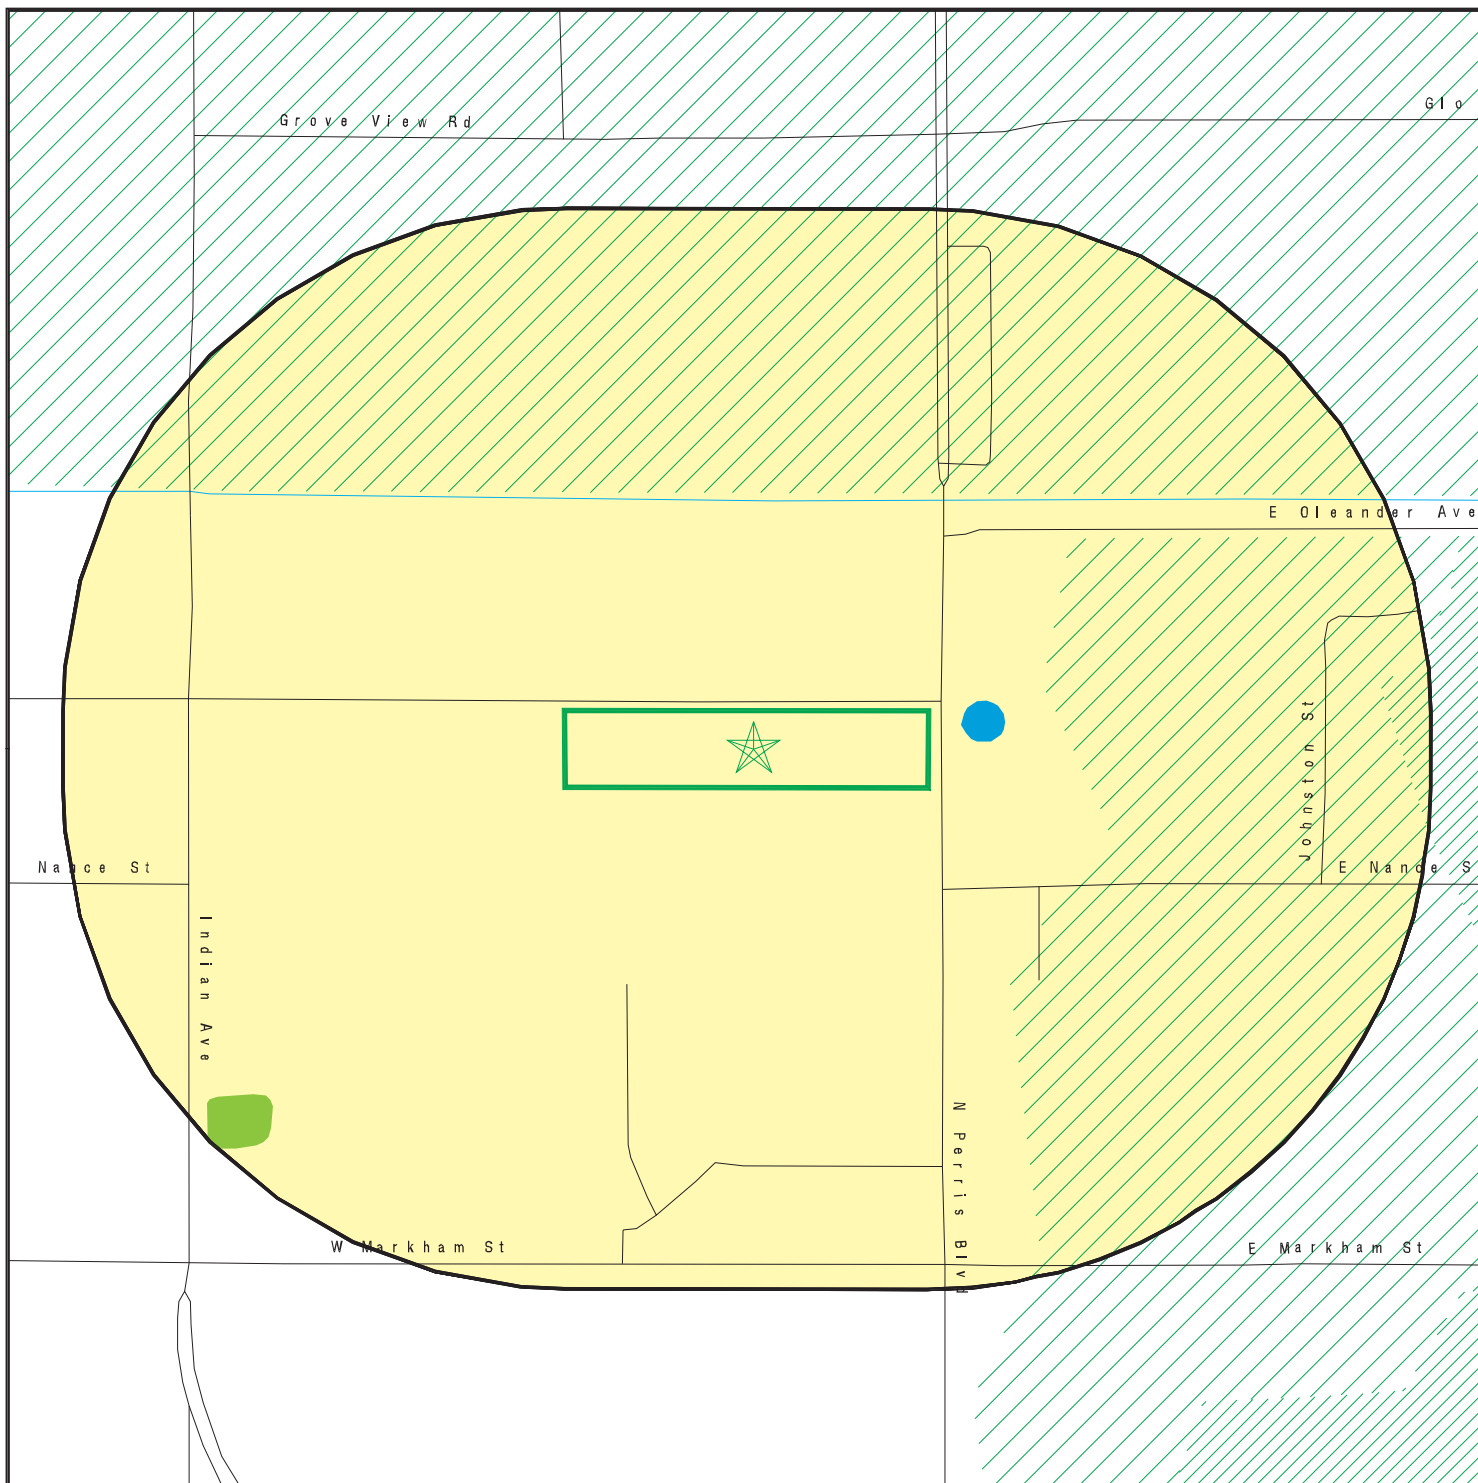 Glo
Grove View Rd
E Oleander Ave
Johnston St
Nance St
E Nance S
Indian Ave
N Perris Blvd
W Markham St
E Markham St